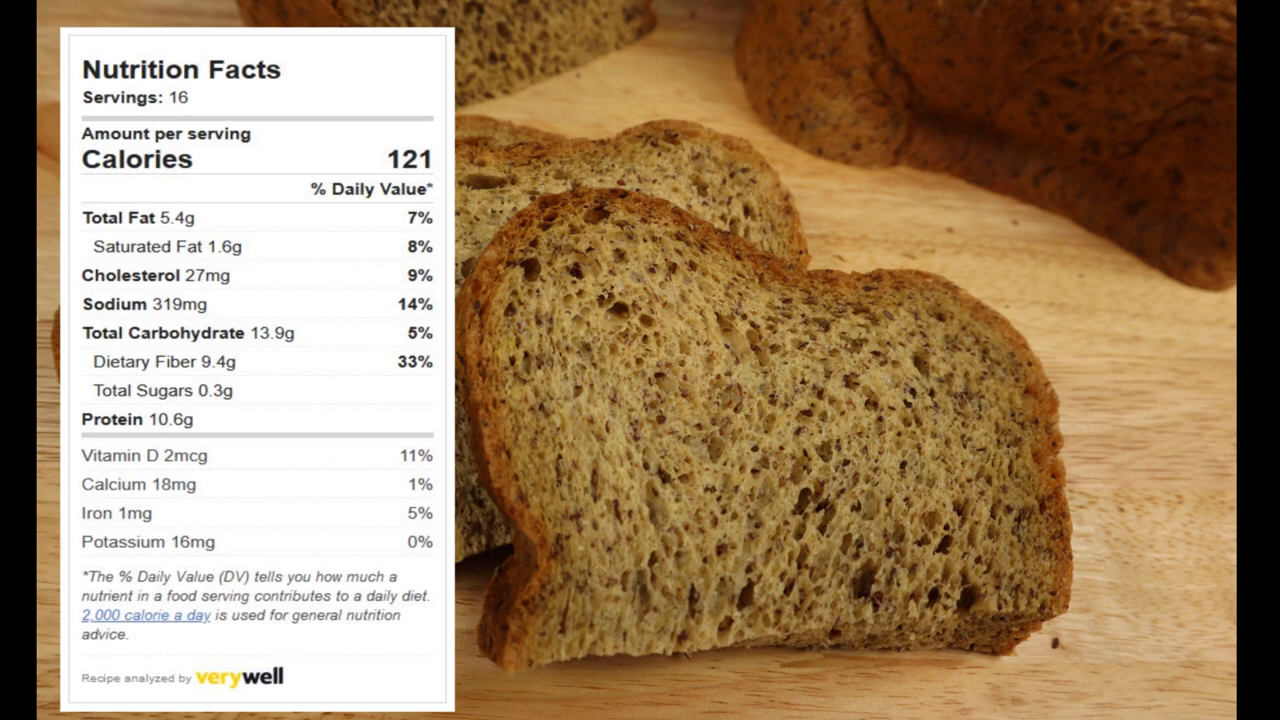 Nutrition Facts
Servings: 16
Amount per serving
Calories 121
% Daily Value*
Total Fat 5.4g 7%
Saturated Fat 1.6g 8%
Cholesterol 27mg 9%
Sodium 319mg 14%
Total Carbohydrate 13.9g 5%
Dietary Fiber 9.4g 33%
Total Sugars 0.3g
Protein 10.6g
Vitamin D 2mcg 11%
Calcium 18mg 1%
Iron 1mg 5%
Potassium 16mg 0%
*The % Daily Value (DV) tells you how much a
nutrient in a food serving contributes to a daily diet.
2,000 calorie a day is used for general nutrition
advice.
Recipe analyzed by verywell